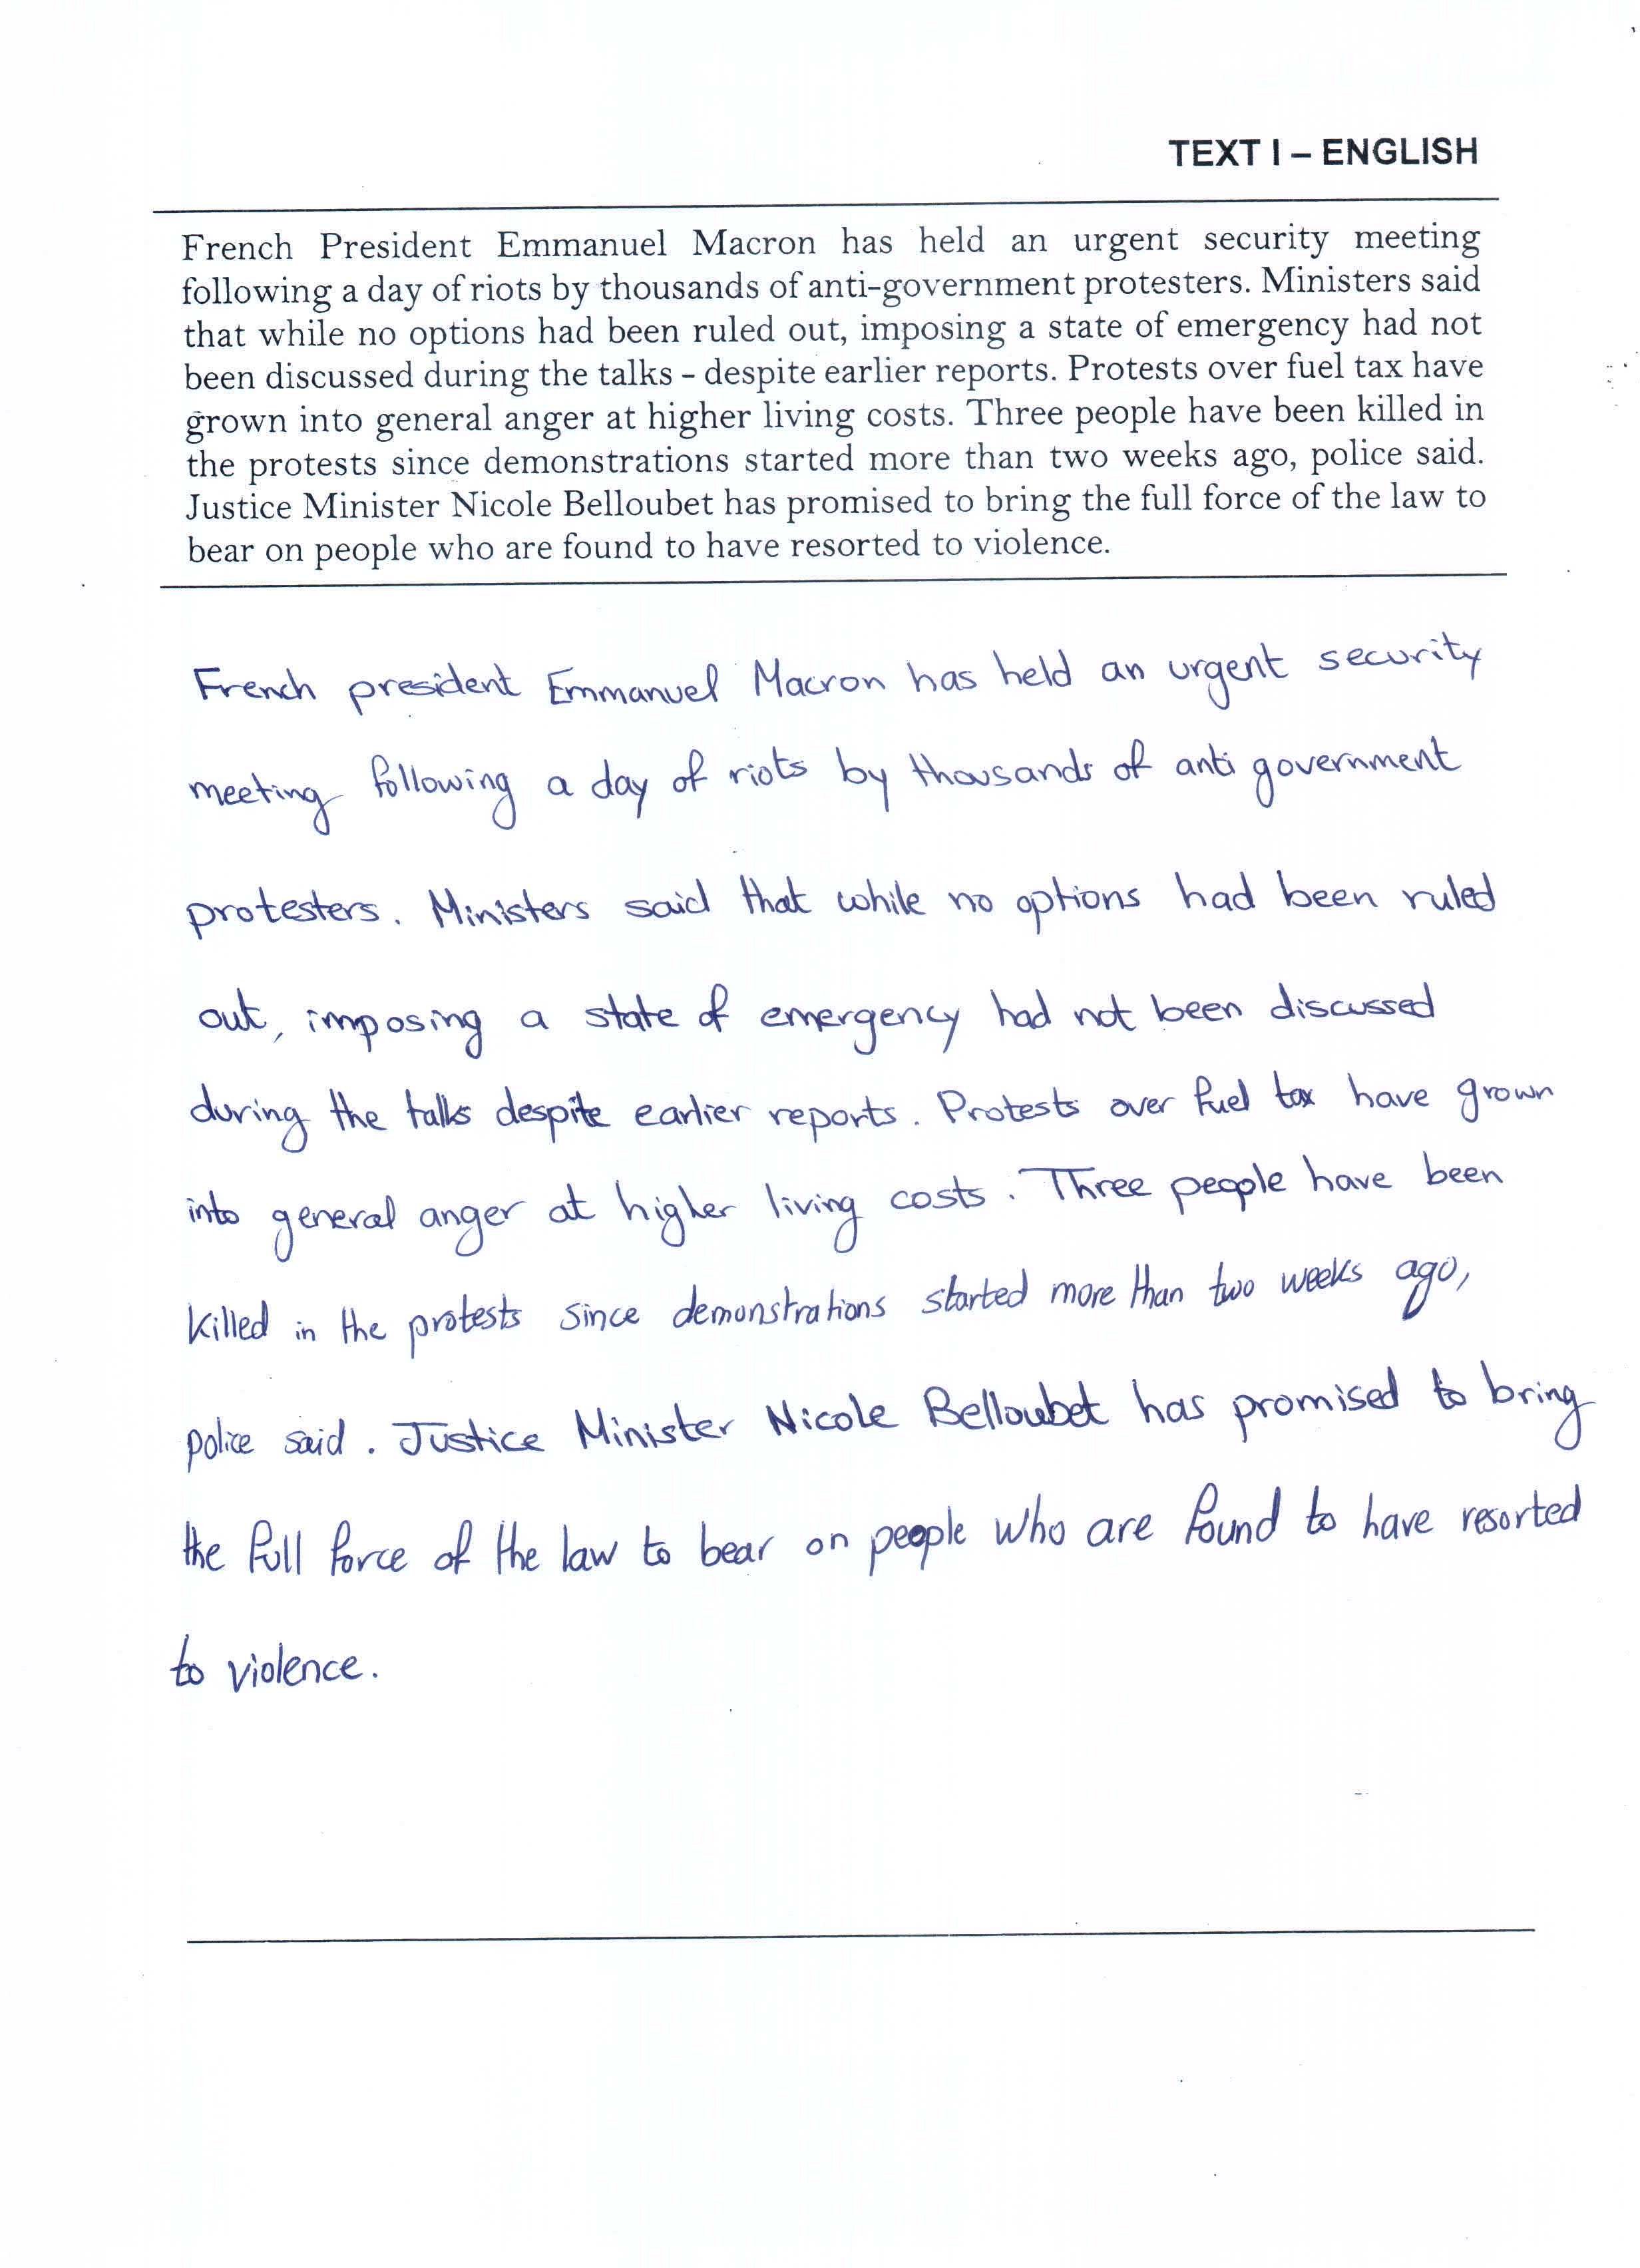 TEXT I – ENGLISH
French President Emmanuel Macron has held an urgent security meeting
following a day of riots by thousands of anti-government protesters. Ministers said
that while no options had been ruled out, imposing a state of emergency had not
been discussed during the talks – despite earlier reports. Protests over fuel tax have
grown into general anger at higher living costs. Three people have been killed in
the protests since demonstrations started more than two weeks ago, police said.
Justice Minister Nicole Belloubet has promised to bring the full force of the law to
bear on people who are found to have resorted to violence.
French president Emmanuel Macron has held an urgent security
meeting following a day of riots by thousands of anti government
protesters. Ministers said that while no options had been ruled
out, imposing a state of emergency had not been discussed
during the talks despite earlier reports. Protests over fuel tax have grown
into general anger at higher living costs. Three people have been
killed in the protests since demonstrations started more than two weeks ago,
police said. Justice Minister Nicole Belloubet has promised to bring
the full force of the law to bear on people who are found to have resorted
to violence.